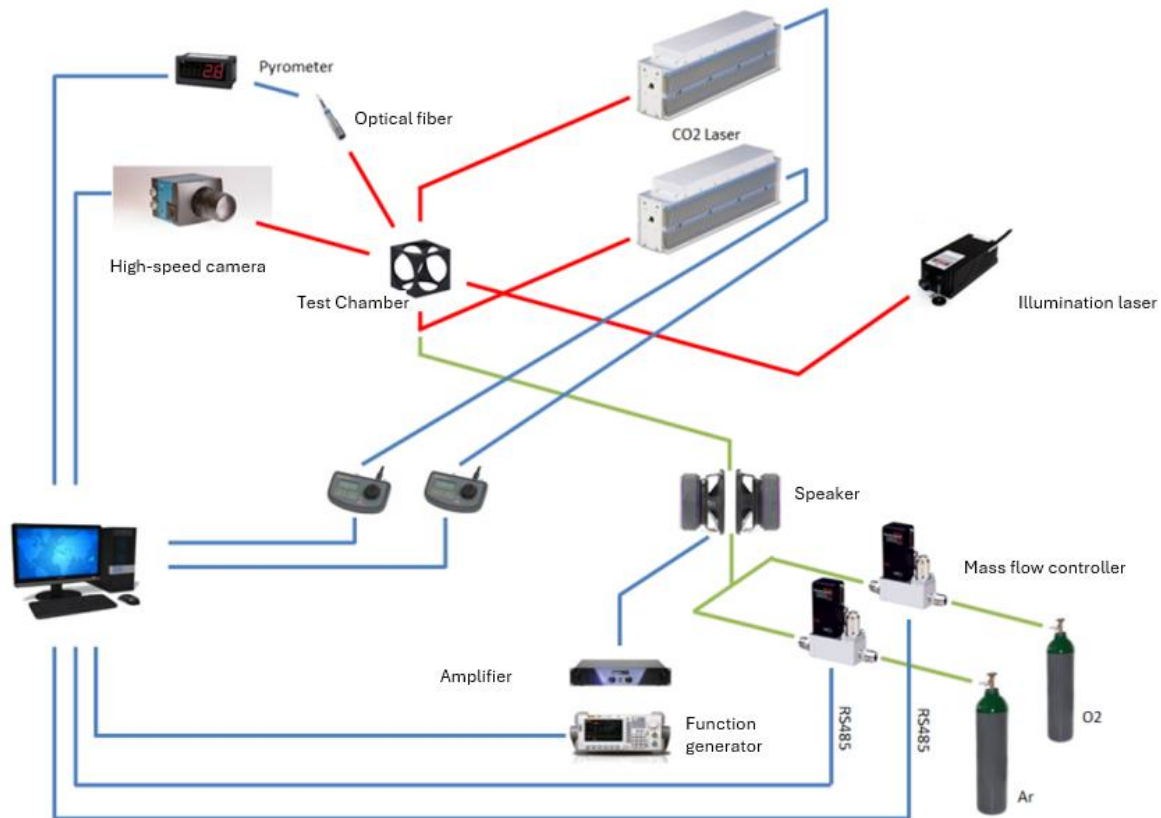 Pyrometer
Optical fiber
CO2 Laser
High-speed camera
Test Chamber
Illumination laser
Speaker
Mass flow controller
Amplifier
Function
generator
RS485
RS485
O2
Ar